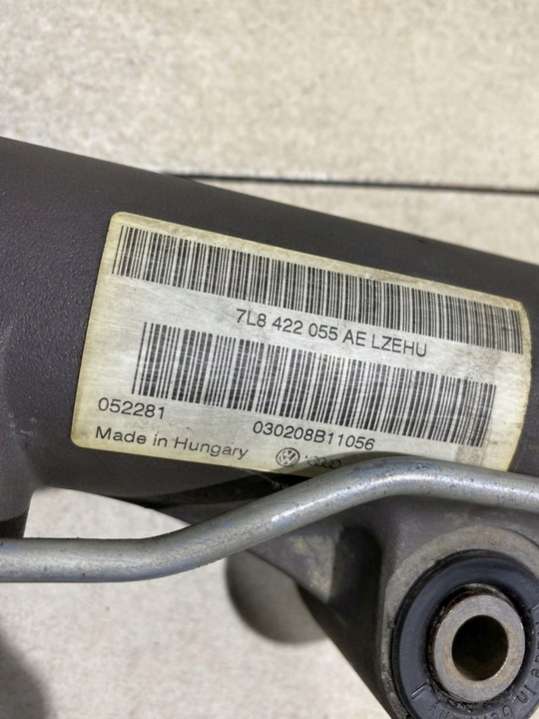 7L8 422 055 AE LZEHU
052281
030208B11056
Made in Hungary